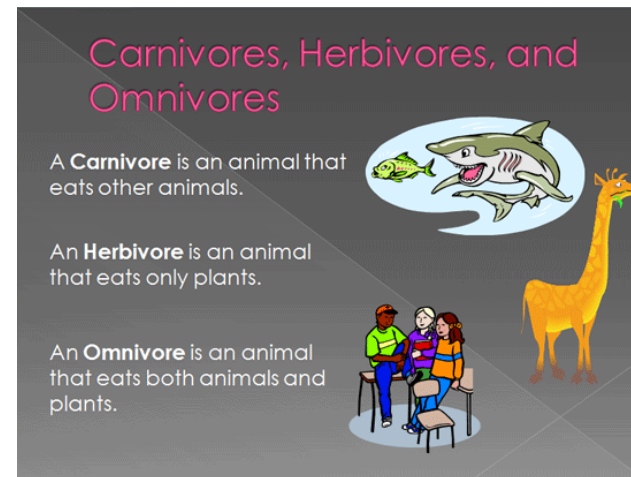 Carnivores, Herbivores, and
Omnivores
A Carnivore is an animal that
eats other animals.
An Herbivore is an animal
that eats only plants.
An Omnivore is an animal
that eats both animals and
plants.